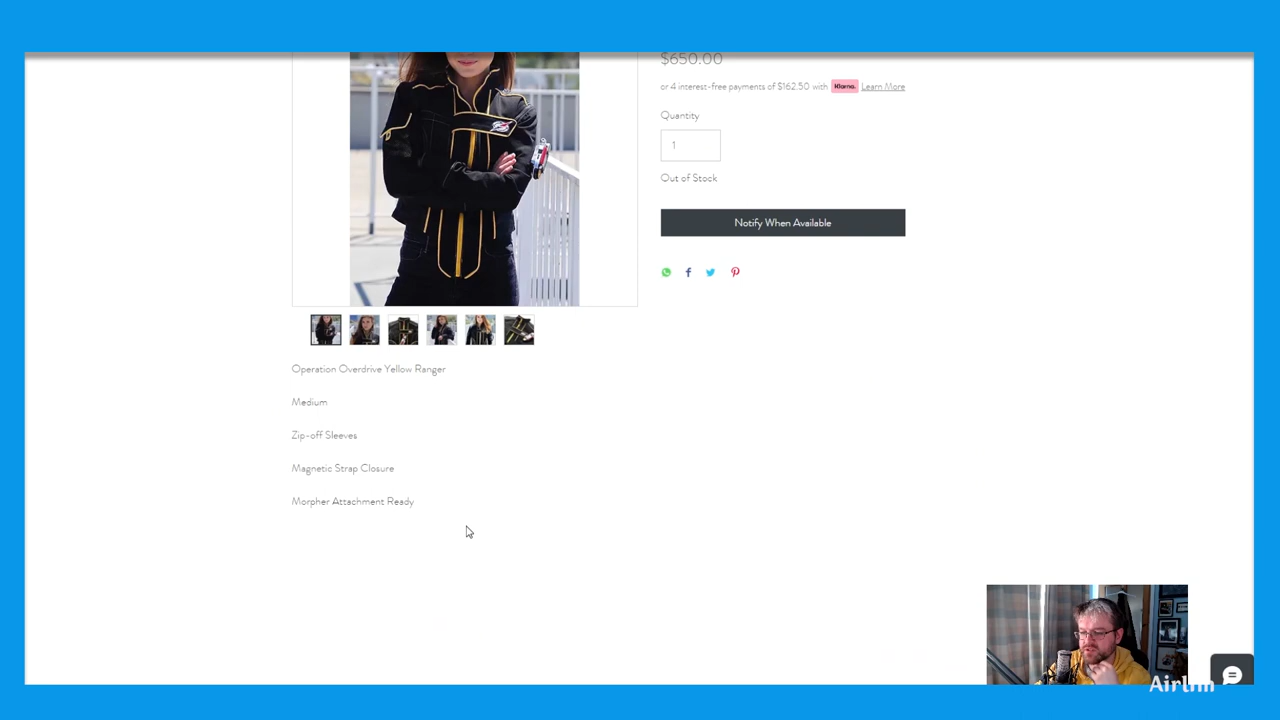 $650.00
or 4 interest-free payments of $162.50 with Klarna. Learn More
Quantity
1
Out of Stock
Notify When Available
Operation Overdrive Yellow Ranger
Medium
Zip-off Sleeves
Magnetic Strap Closure
Morpher Attachment Ready